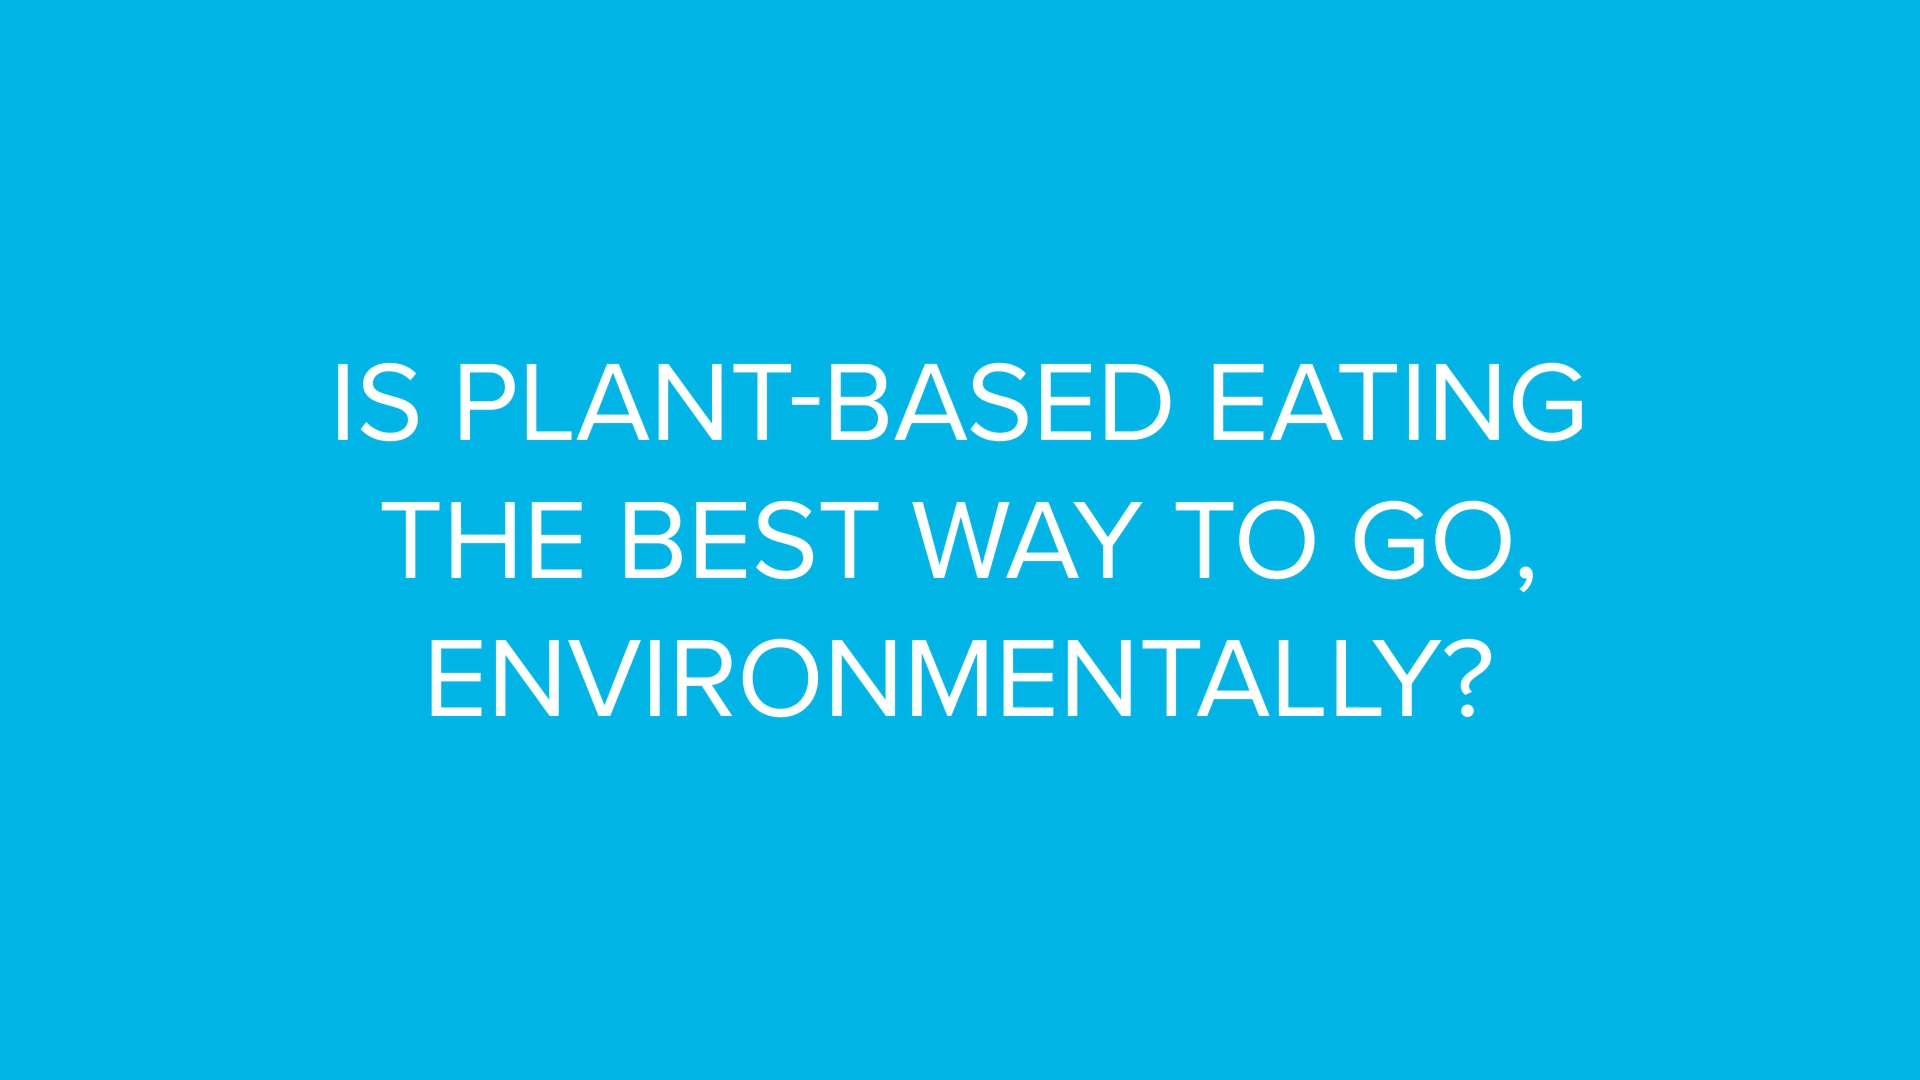 IS PLANT-BASED EATING
THE BEST WAY TO GO,
ENVIRONMENTALLY?